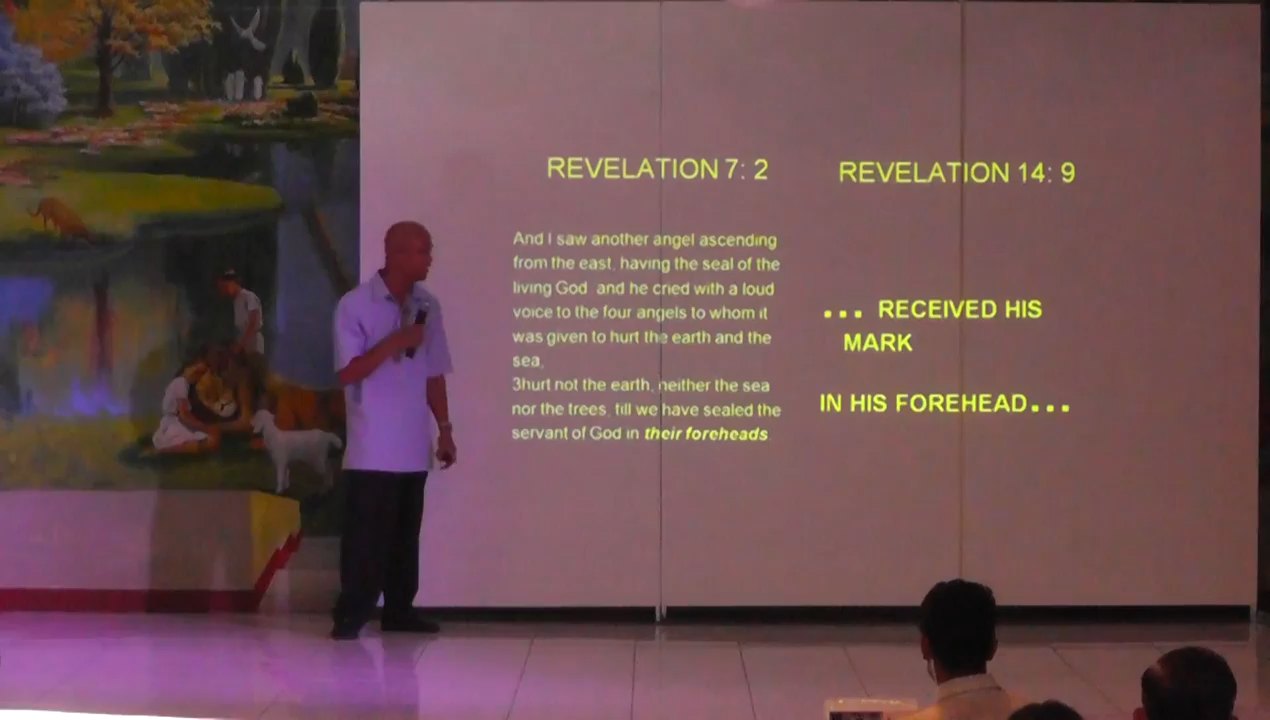 REVELATION 7: 2
And I saw another angel ascending
from the east, having the seal of the
living God and he cried with a loud
voice to the four angels to whom it
was given to hurt the earth and the
sea,
3hurt not the earth, neither the sea
nor the trees, till we have sealed the
servant of God in their foreheads
REVELATION 14: 9
... RECEIVED HIS
MARK
IN HIS FOREHEAD...